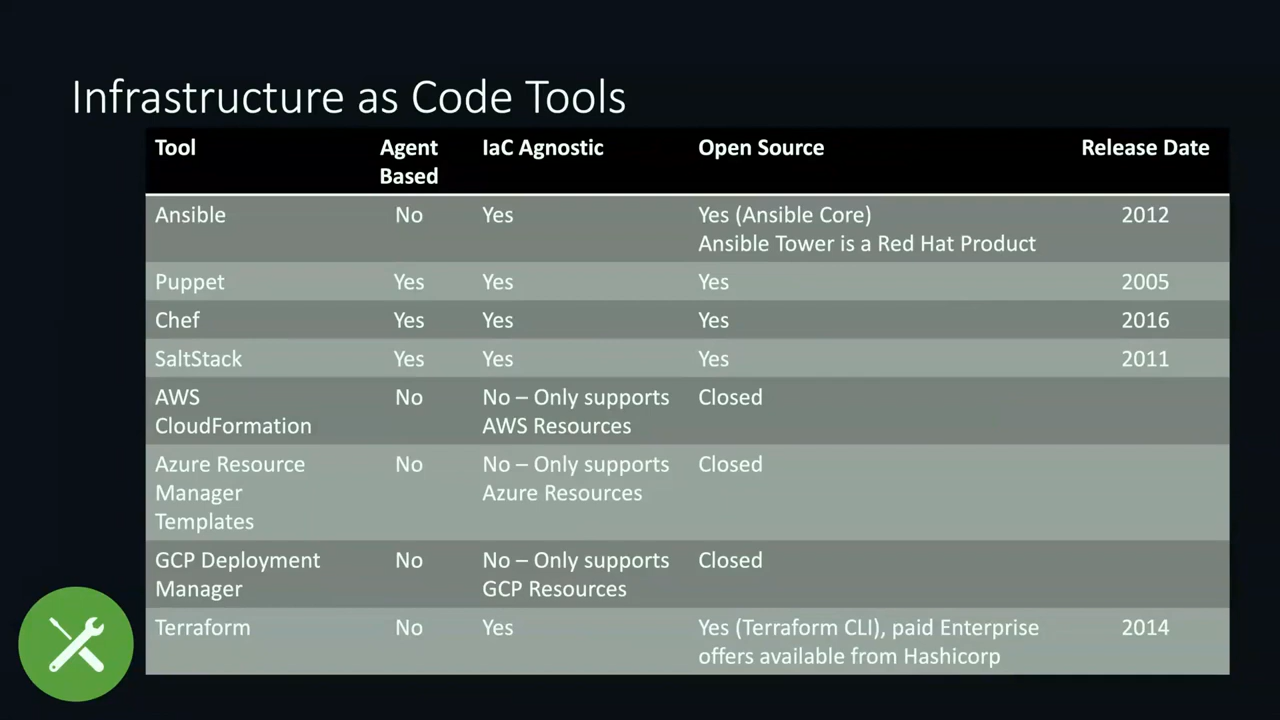 Infrastructure as Code Tools
Tool Agent Based IaC Agnostic Open Source Release Date
Ansible No Yes Yes (Ansible Core) 2012
Ansible Tower is a Red Hat Product
Puppet Yes Yes Yes 2005
Chef Yes Yes Yes 2016
SaltStack Yes Yes Yes 2011
AWS No No – Only supports Closed
CloudFormation AWS Resources
Azure Resource No No – Only supports Closed
Manager Azure Resources
Templates
GCP Deployment No No – Only supports Closed
Manager GCP Resources
Terraform No Yes Yes (Terraform CLI), paid Enterprise 2014
offers available from Hashicorp